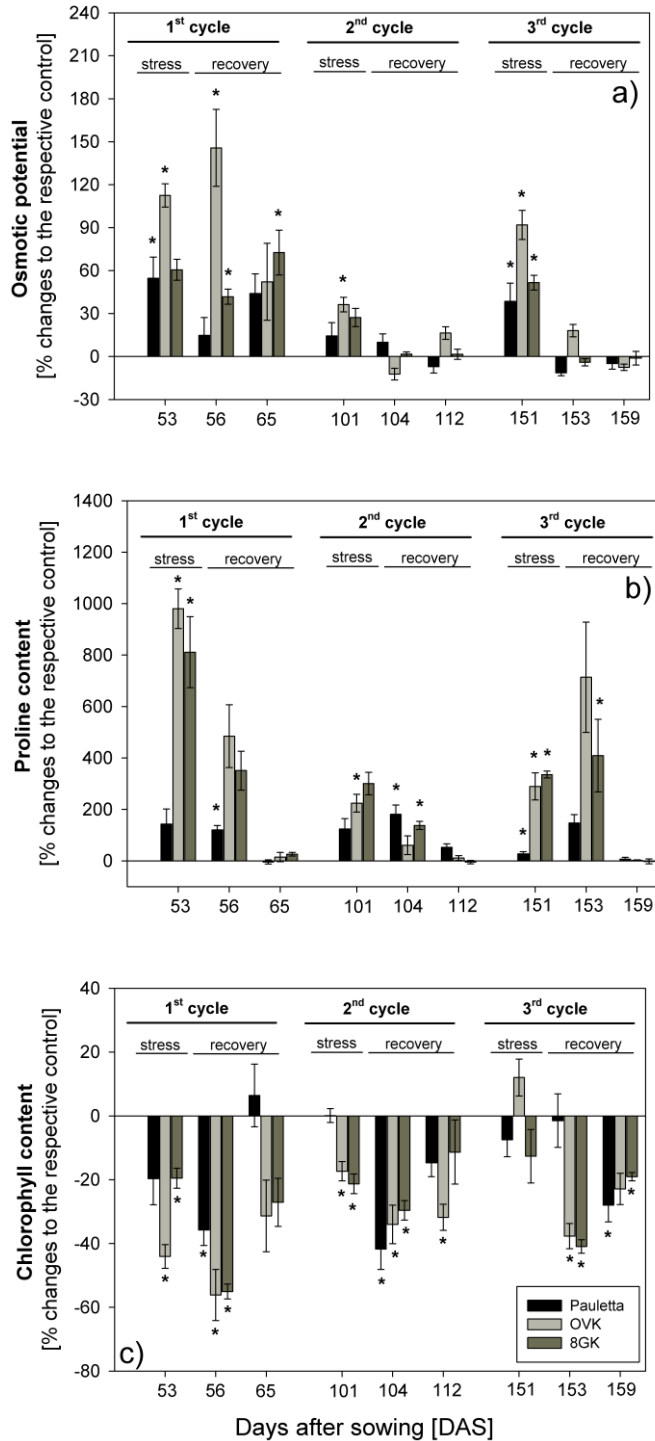 1st cycle 2nd cycle 3rd cycle
stress recovery stress recovery stress recovery
a)
Osmotic potential
[% changes to the respective control]
240
210
180
150
120
90
60
30
0
-30
* * * * * * * * *
53 56 65 101 104 112 151 153 159
1st cycle 2nd cycle 3rd cycle
stress recovery stress recovery stress recovery
b)
Proline content
[% changes to the respective control]
1400
1200
1000
800
600
400
200
0
* * * * * * * * * *
53 56 65 101 104 112 151 153 159
1st cycle 2nd cycle 3rd cycle
stress recovery stress recovery stress recovery
c)
Chlorophyll content
[% changes to the respective control]
40
20
0
-20
-40
-60
-80
* * * * * * * * * * * * * * *
Pauletta
OVK
8GK
53 56 65 101 104 112 151 153 159
Days after sowing [DAS]